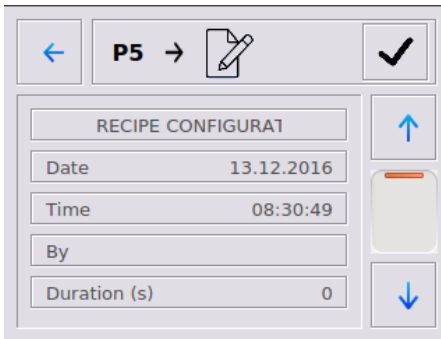 P5 →
RECIPE CONFIGURAT
Date 13.12.2016
Time 08:30:49
By
Duration (s) 0